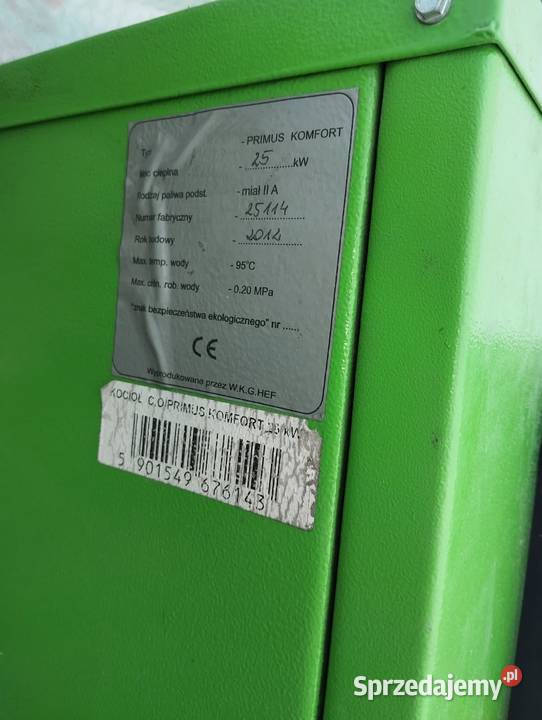 Typ - PRIMUS KOMFORT
Moc cieplna - 25 kW
Rodzaj paliwa podst. - miał II A
Numer fabryczny - 25114
Rok budowy - 2012
Max. temp. wody - 95°C
Max. ciśn. rob. wody - 0.20 MPa
"znak bezpieczeństwa ekologicznego" nr ......
CE
Wyprodukowane przez W.K.G.HEF
KOCIOŁ C.O/PRIMUS KOMFORT 25 kW
5 901549 676143
Sprzedajemy.pl